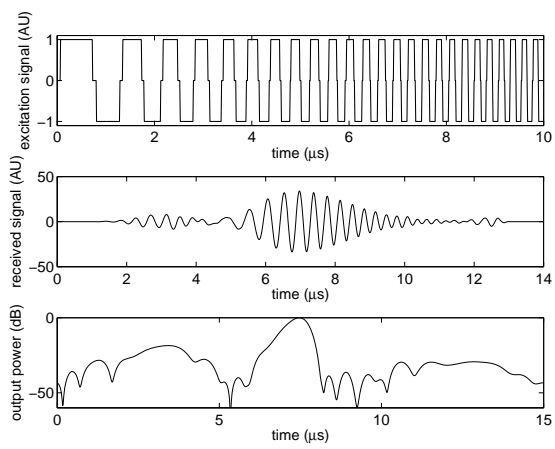 excitation signal (AU)
1
0
−1
0 2 4 6 8 10
time (μs)
received signal (AU)
50
0
−50
0 2 4 6 8 10 12 14
time (μs)
output power (dB)
0
−50
0 5 10 15
time (μs)